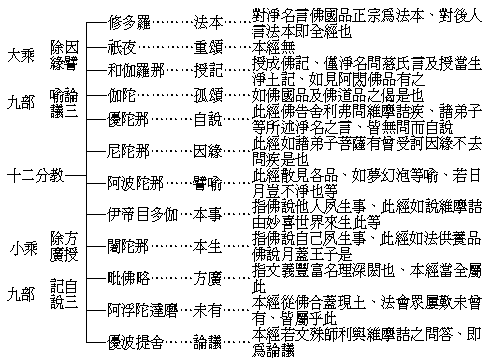 修多羅……法本……對淨名言佛國品正宗為法本、對後人言法本即全經也
祇夜……重頌……本經無
大乘 除因緣譬
和伽羅那……授記……授成佛記、僅淨名問慈氏言及授當生淨土記、如見阿閦佛品有之
九部 喻論議三
伽陀……孤頌……如佛國品及佛道品之偈是也
優陀那……自說……此經佛告舍利弗問維摩詰疾、諸弟子等所述淨名之言、皆無問而自說
十二分教
尼陀那……因緣……此經如諸弟子菩薩有曾受訶因緣不去問疾是也
阿波陀那……譬喻……此經散見各品、如夢幻泡等喻、若日月豈不淨也等
伊帝目多伽……本事……指佛說他人夙生事、此經如說維摩詰由妙喜世界來生此等
小乘 除方廣授
闍陀那……本生……指佛說自己夙生事、此經如法供養品佛說月蓋王子是
九部 記自說三
毗佛略……方廣……指文義豐富名理深閎也、本經當全屬此
阿浮陀達磨……未有……本經從佛合蓋現土、法會眾屢歎未曾有、皆屬乎此
優波提舍……論議……本經若文殊師利與維摩詰之問答、即為論議